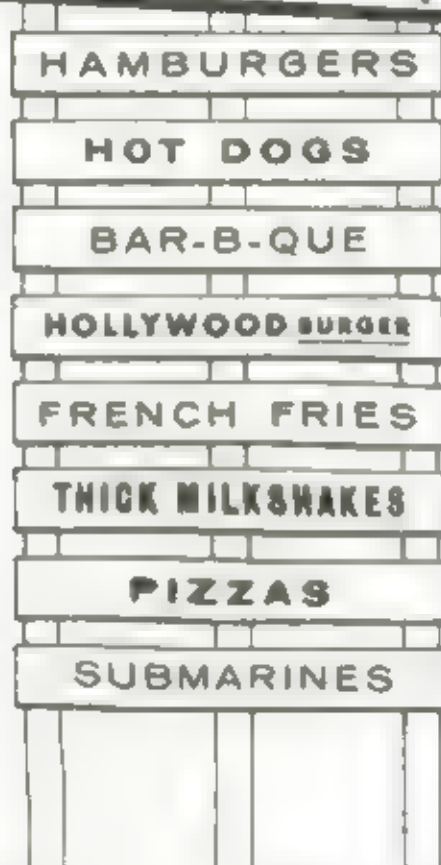 HAMBURGERS
HOT DOGS
BAR-B-QUE
HOLLYWOOD BURGER
FRENCH FRIES
THICK MILKSHAKES
PIZZAS
SUBMARINES